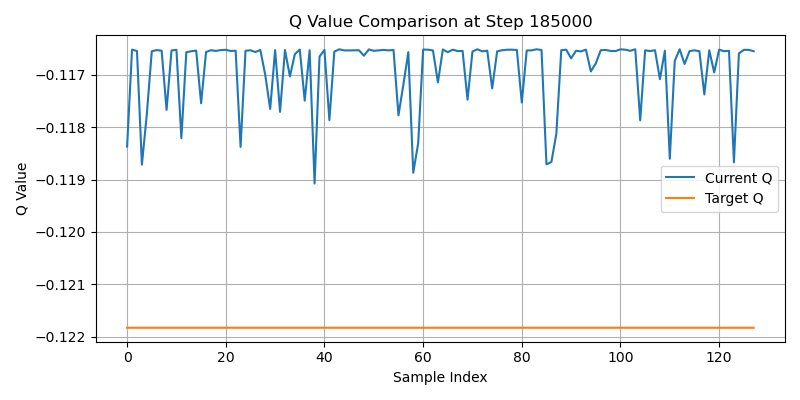 Q Value Comparison at Step 185000
Q Value
−0.117
−0.118
−0.119
−0.120
−0.121
−0.122
Current Q
Target Q
0 20 40 60 80 100 120
Sample Index